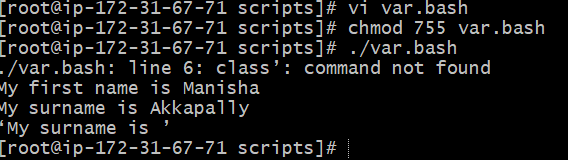 [root@ip-172-31-67-71 scripts]# vi var.bash
[root@ip-172-31-67-71 scripts]# chmod 755 var.bash
[root@ip-172-31-67-71 scripts]# ./var.bash
./var.bash: line 6: class’: command not found
My first name is Manisha
My surname is Akkapally
‘My surname is ’
[root@ip-172-31-67-71 scripts]#